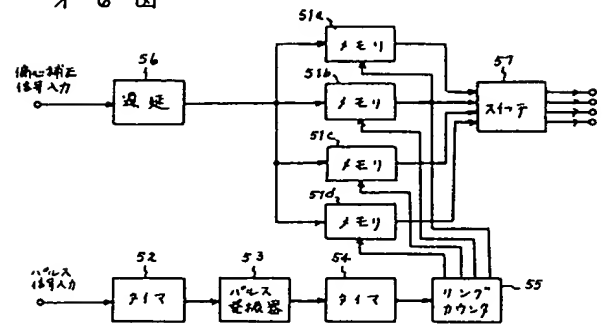 才 6 図
偏心補正
信号入力
56
遅延
51a
メモリ
51b
メモリ
51c
メモリ
51d
メモリ
57
スイッチ
パルス
信号入力
52
タイマ
53
パルス
発振器
54
タイマ
リング
カウンタ
55